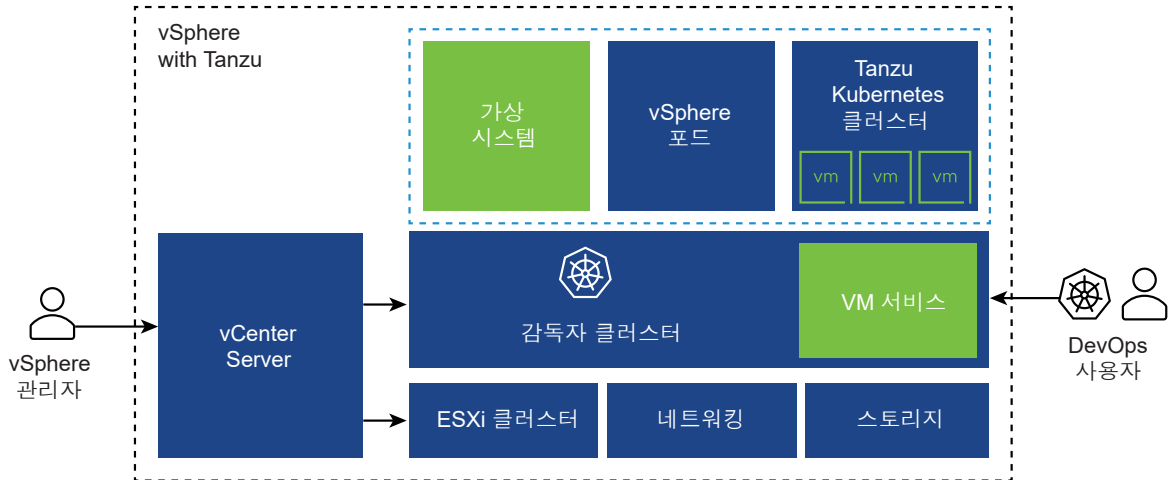 vSphere
with Tanzu
가상
시스템
vSphere
포드
Tanzu
Kubernetes
클러스터
vm
vm
vm
vSphere
관리자
vCenter
Server
감독자 클러스터
VM 서비스
DevOps
사용자
ESXi 클러스터
네트워킹
스토리지